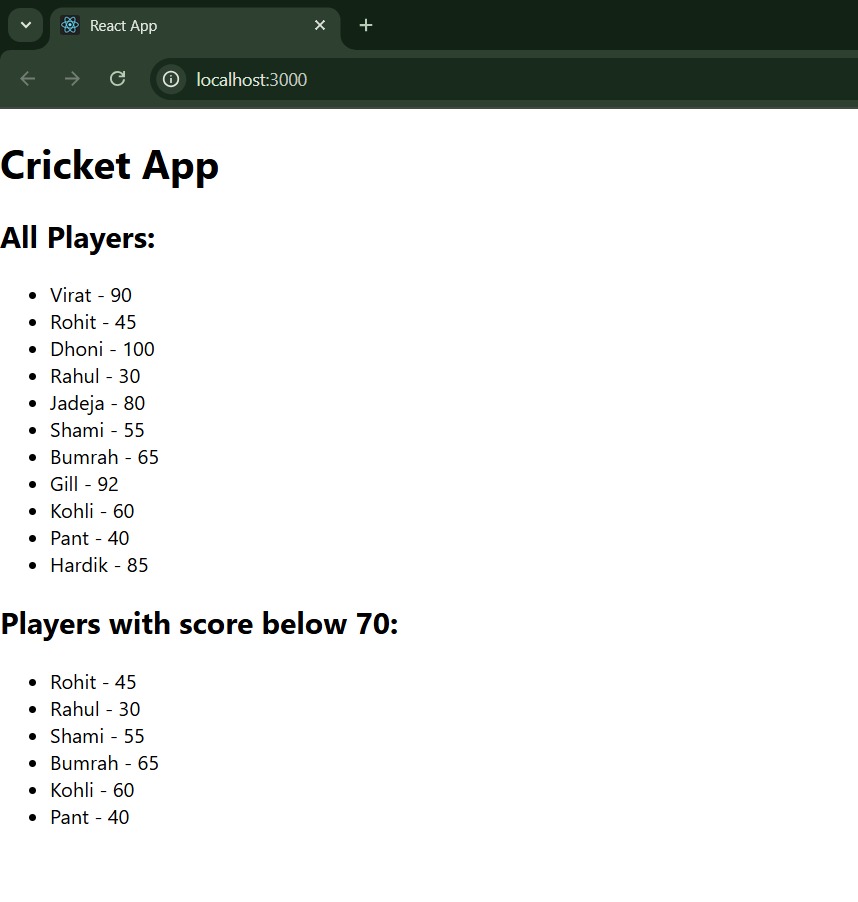 React App
localhost:3000
Cricket App
All Players:
Virat - 90
Rohit - 45
Dhoni - 100
Rahul - 30
Jadeja - 80
Shami - 55
Bumrah - 65
Gill - 92
Kohli - 60
Pant - 40
Hardik - 85
Players with score below 70:
Rohit - 45
Rahul - 30
Shami - 55
Bumrah - 65
Kohli - 60
Pant - 40